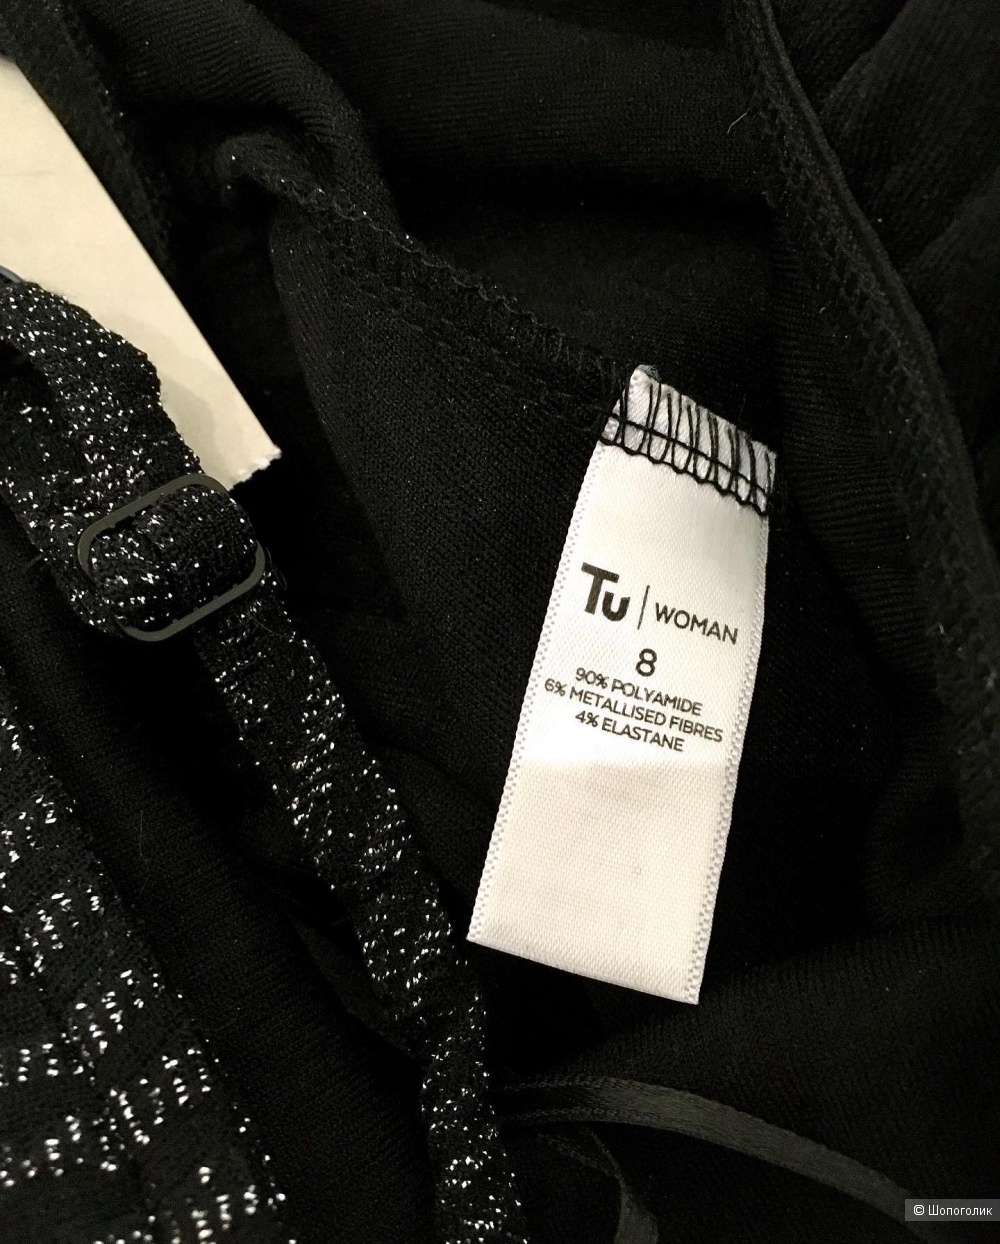 Tu | WOMAN
8
90% POLYAMIDE
6% METALLISED FIBRES
4% ELASTANE
© Шопоголик